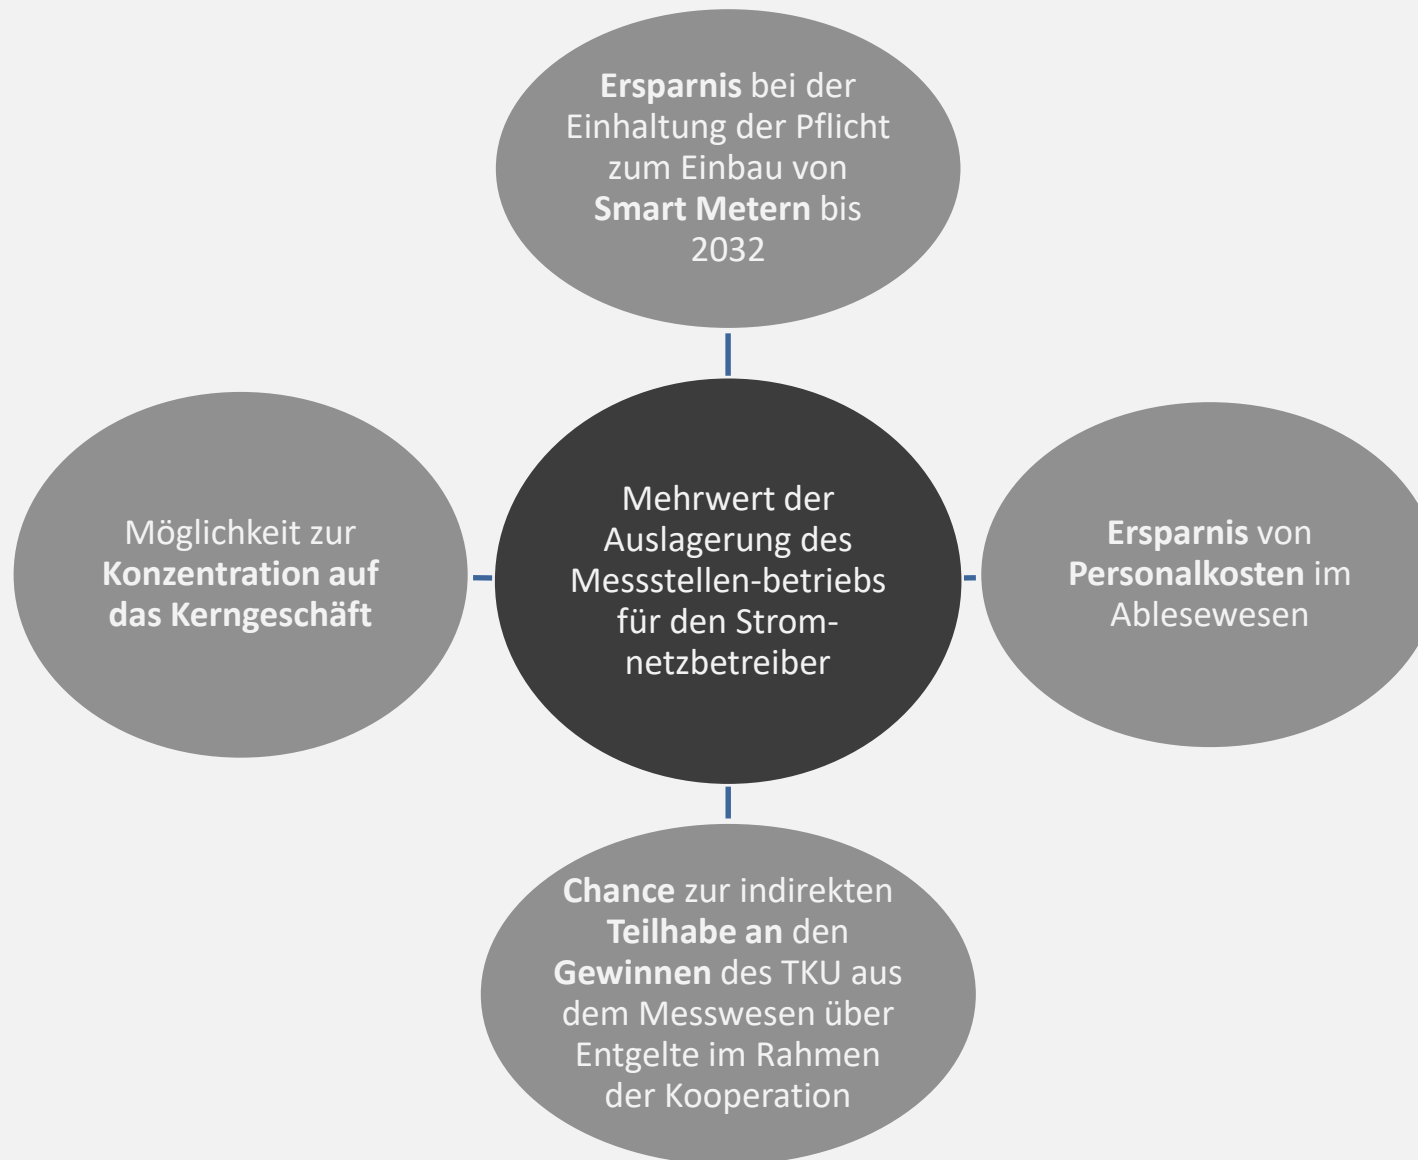 Ersparnis bei der
Einhaltung der Pflicht
zum Einbau von
Smart Metern bis
2032
Möglichkeit zur
Konzentration auf
das Kerngeschäft
Mehrwert der
Auslagerung des
Messstellen-betriebs
für den Strom-
netzbetreiber
Ersparnis von
Personalkosten im
Ablesewesen
Chance zur indirekten
Teilhabe an den
Gewinnen des TKU aus
dem Messwesen über
Entgelte im Rahmen
der Kooperation